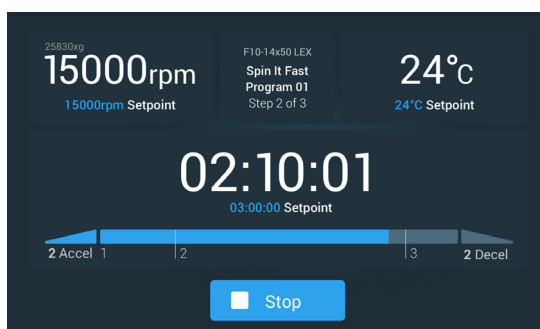 25830xg
15000rpm
15000rpm Setpoint
F10-14x50 LEX
Spin It Fast
Program 01
Step 2 of 3
24°C
24°C Setpoint
02:10:01
03:00:00 Setpoint
2 Accel 1 2 3 2 Decel
Stop